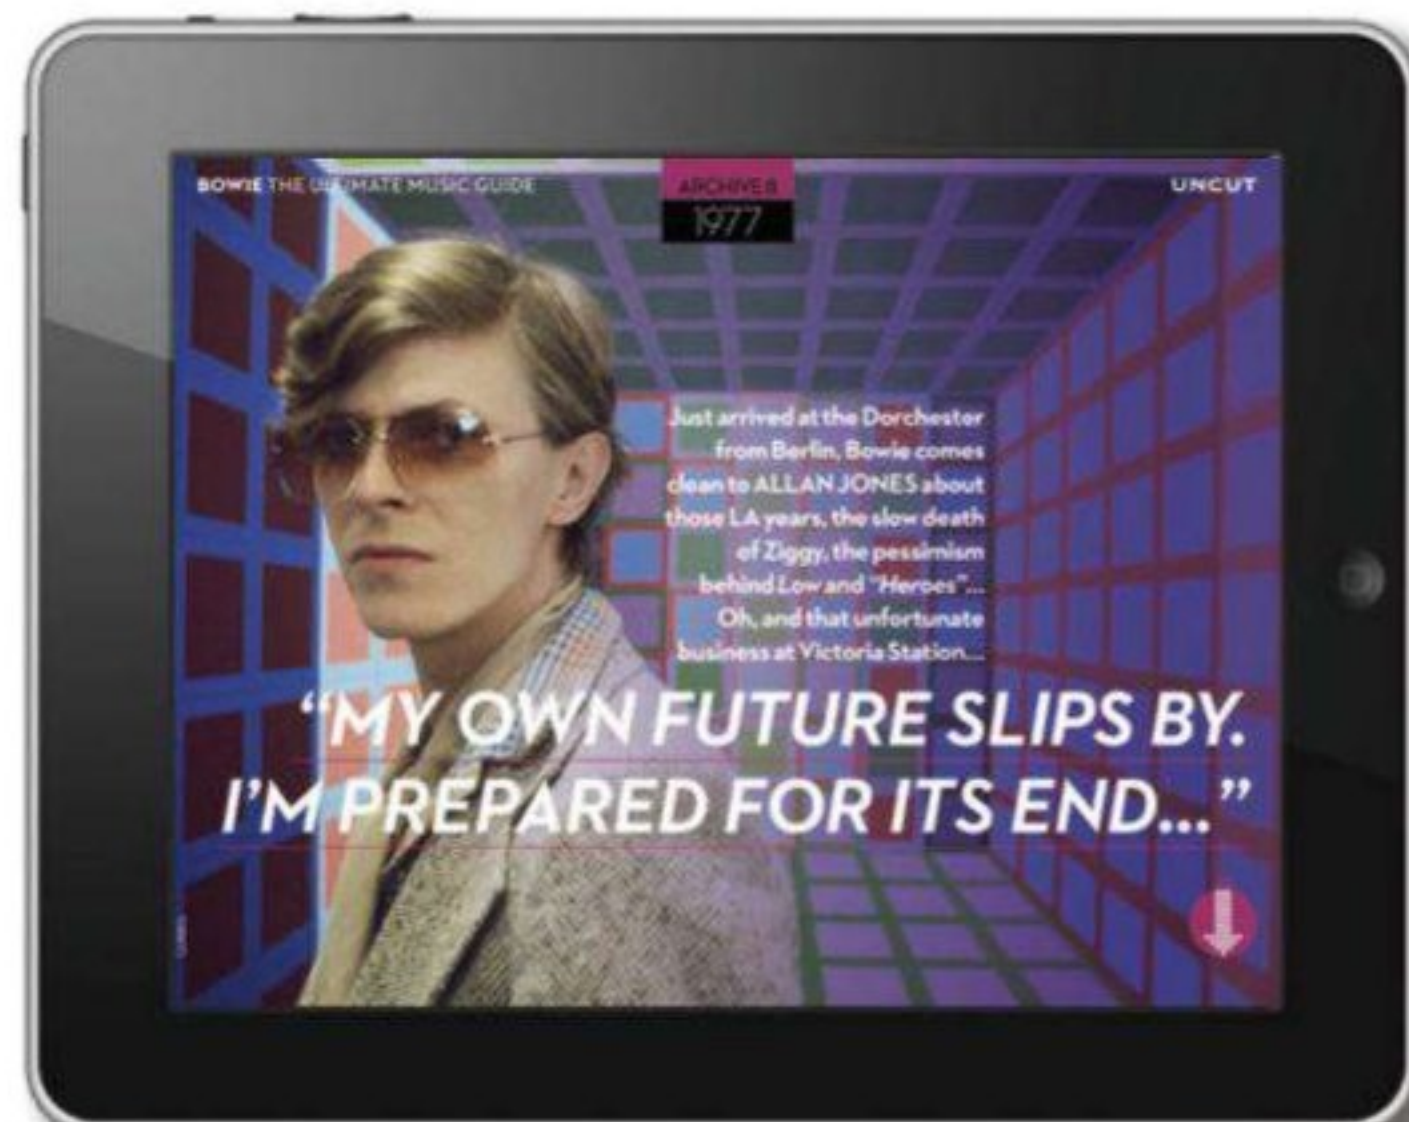 BOWIE THE ULTIMATE MUSIC GUIDE
ARCHIVE 8
1977
UNCUT
Just arrived at the Dorchester
from Berlin, Bowie comes
clean to ALLAN JONES about
those LA years, the slow death
of Ziggy, the pessimism
behind Low and "Heroes"...
Oh, and that unfortunate
business at Victoria Station....
“MY OWN FUTURE SLIPS BY.
I’M PREPARED FOR ITS END...”